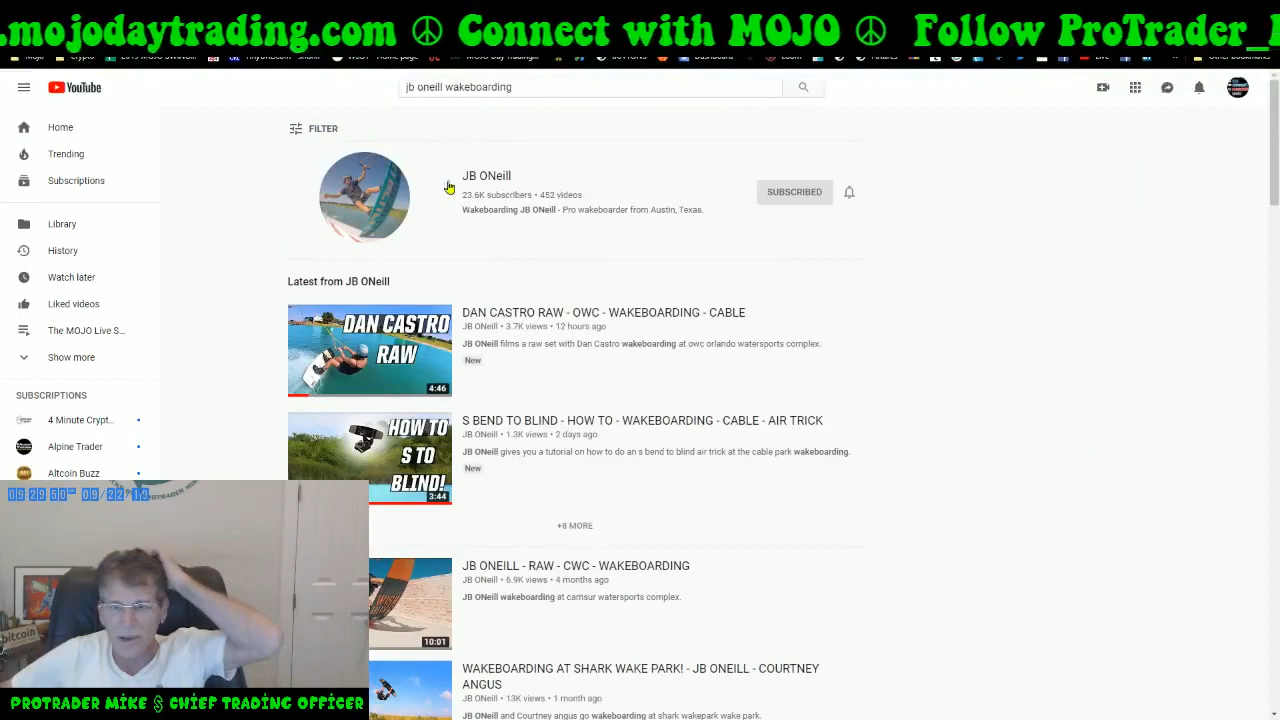 .mojodaytrading.com ☮ Connect with MOJO ☮ Follow ProTrader
YouTube
jb oneill wakeboarding
Home
Trending
Subscriptions
Library
History
Watch later
Liked videos
The MOJO Live S...
Show more
SUBSCRIPTIONS
4 Minute Crypt...
Alpine Trader
Altcoin Buzz
FILTER
JB ONeill
23.6K subscribers • 452 videos
Wakeboarding JB ONeill - Pro wakeboarder from Austin, Texas.
SUBSCRIBED
Latest from JB ONeill
DAN CASTRO
RAW
4:46
DAN CASTRO RAW - OWC - WAKEBOARDING - CABLE
JB ONeill • 3.7K views • 12 hours ago
JB ONeill films a raw set with Dan Castro wakeboarding at owc orlando watersports complex.
New
HOW TO
S TO
BLIND!
3:44
S BEND TO BLIND - HOW TO - WAKEBOARDING - CABLE - AIR TRICK
JB ONeill • 1.3K views • 2 days ago
JB ONeill gives you a tutorial on how to do an s bend to blind air trick at the cable park wakeboarding.
New
+8 MORE
10:01
JB ONEILL - RAW - CWC - WAKEBOARDING
JB ONeill • 6.9K views • 4 months ago
JB ONeill wakeboarding at camsur watersports complex.
WAKEBOARDING AT SHARK WAKE PARK! - JB ONEILL - COURTNEY
ANGUS
JB ONeill • 13K views • 1 month ago
JB ONeill and Courtney angus go wakeboarding at shark wakepark wake park.
bitcoin
PROTRADER MIKE $ CHIEF TRADING OFFICER